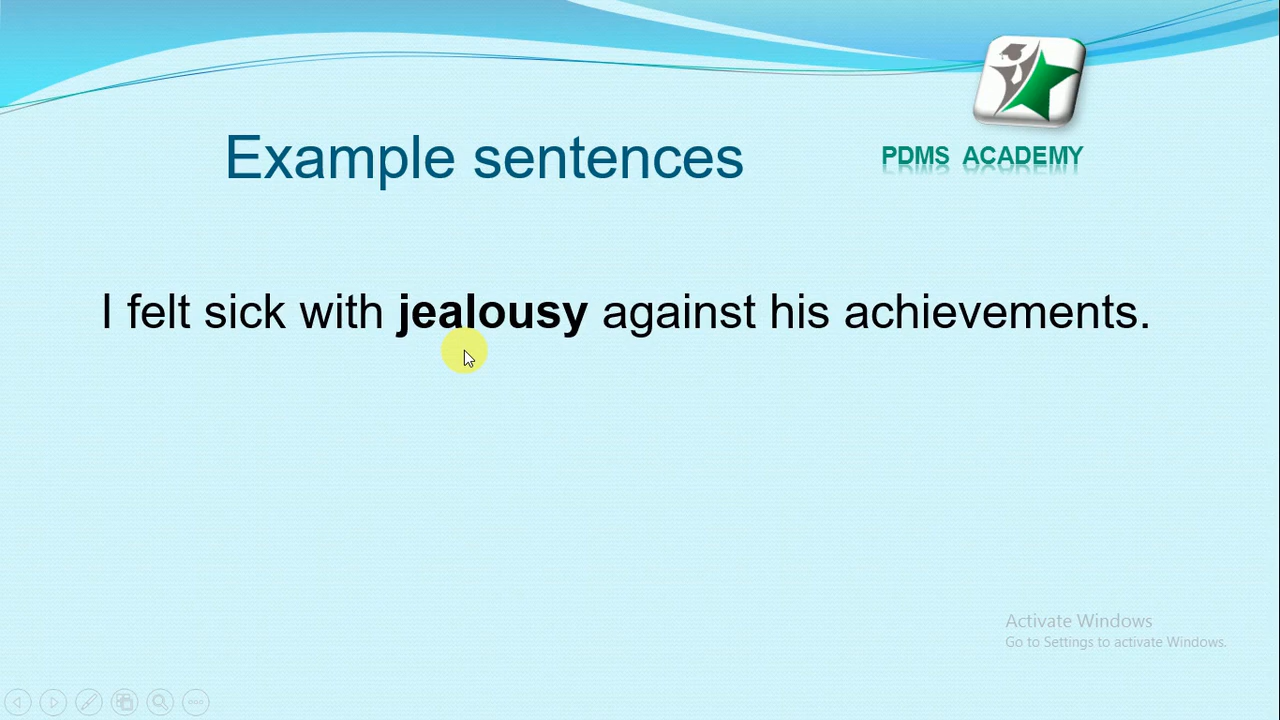 PDMS ACADEMY
Example sentences
I felt sick with jealousy against his achievements.
Activate Windows
Go to Settings to activate Windows.